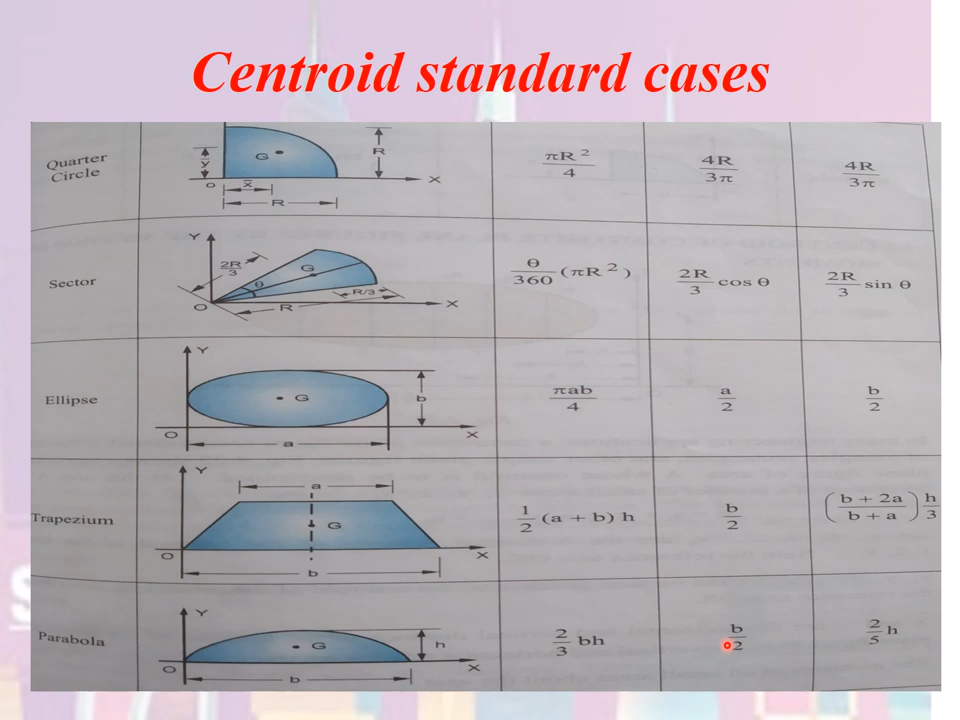 Centroid standard cases
Quarter
Circle
G
ȳ
R
o
x̄
X
R
πR²/4
4R/3π
4R/3π
Sector
Y
2R/3
G
θ
R/3
O
R
X
θ/360 (πR²)
2R/3 cos θ
2R/3 sin θ
Ellipse
Y
G
b
O
a
X
πab/4
a/2
b/2
Trapezium
Y
a
G
O
b
X
1/2 (a + b) h
b/2
(b + 2a/b + a) h/3
Parabola
Y
G
h
O
b
X
2/3 bh
b/2
2/5 h